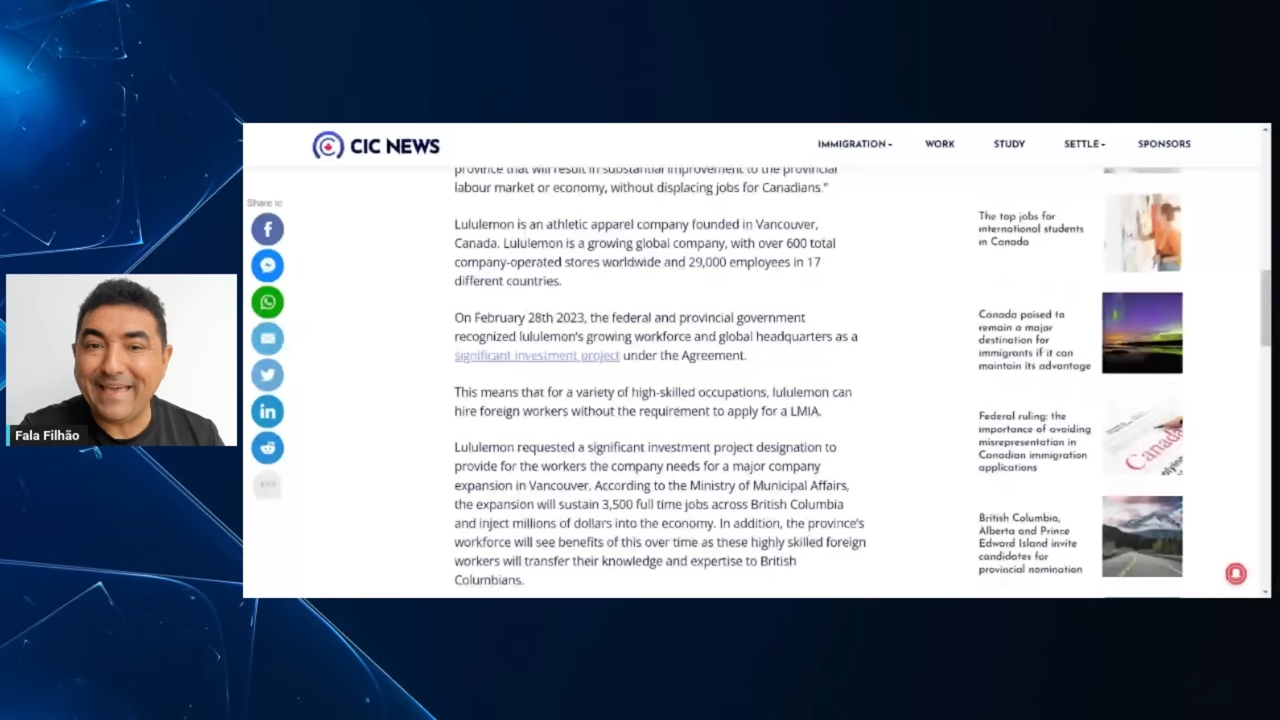 CIC NEWS
IMMIGRATION
WORK
STUDY
SETTLE
SPONSORS
Share to
province that will result in substantial improvement to the provincial
labour market or economy, without displacing jobs for Canadians."
Lululemon is an athletic apparel company founded in Vancouver,
Canada. Lululemon is a growing global company, with over 600 total
company-operated stores worldwide and 29,000 employees in 17
different countries.
On February 28th 2023, the federal and provincial government
recognized lululemon's growing workforce and global headquarters as a
significant investment project under the Agreement.
This means that for a variety of high-skilled occupations, lululemon can
hire foreign workers without the requirement to apply for a LMIA.
Lululemon requested a significant investment project designation to
provide for the workers the company needs for a major company
expansion in Vancouver. According to the Ministry of Municipal Affairs,
the expansion will sustain 3,500 full time jobs across British Columbia
and inject millions of dollars into the economy. In addition, the province's
workforce will see benefits of this over time as these highly skilled foreign
workers will transfer their knowledge and expertise to British
Columbians.
The top jobs for
international students
in Canada
Canada poised to
remain a major
destination for
immigrants if it can
maintain its advantage
Federal ruling: the
importance of avoiding
misrepresentation in
Canadian immigration
applications
Canada
British Columbia,
Alberta and Prince
Edward Island invite
candidates for
provincial nomination
Fala Filhão